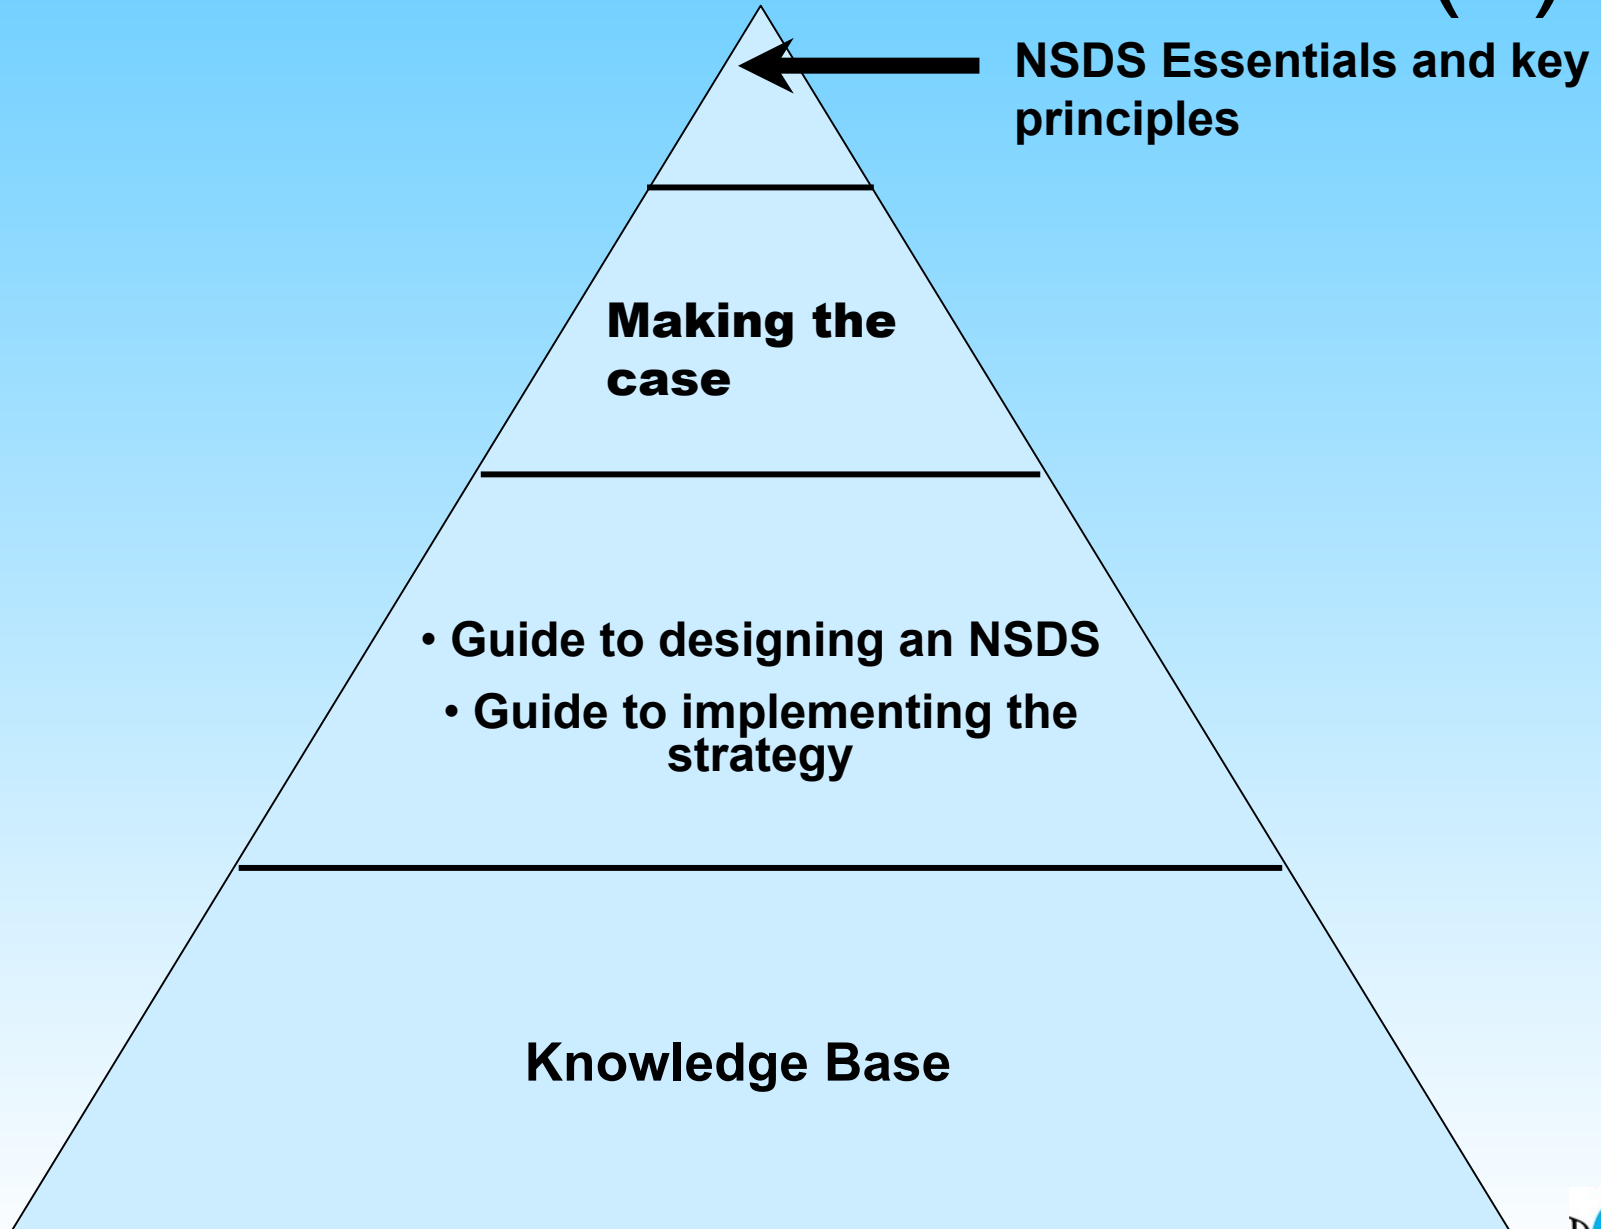 NSDS Essentials and key
principles
Making the
case
• Guide to designing an NSDS
• Guide to implementing the
strategy
Knowledge Base